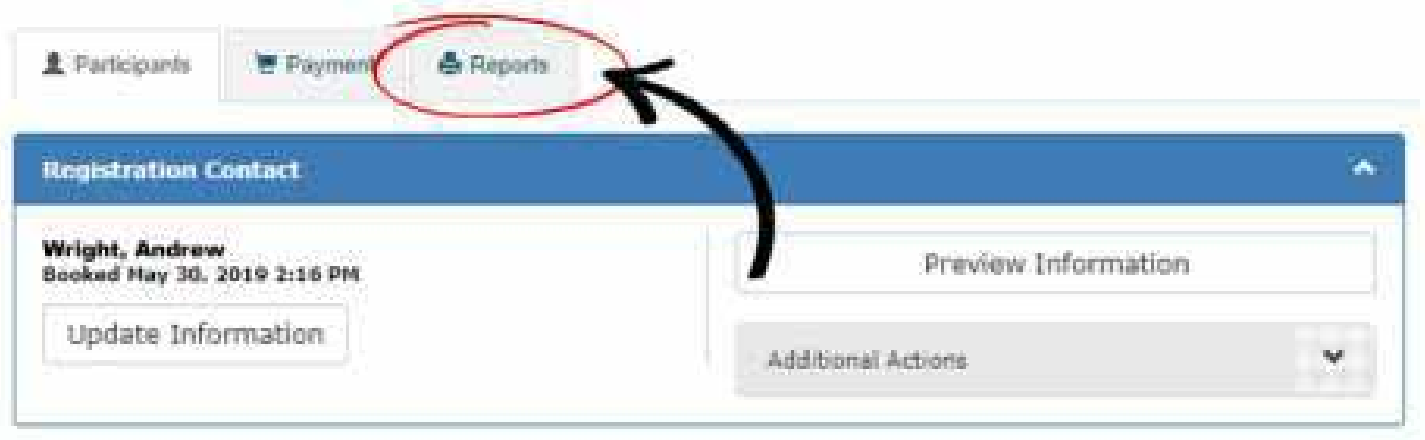 Participants Payment Reports
Registration Contact
Wright, Andrew
Booked May 30, 2019 2:16 PM
Update Information
Preview Information
Additional Actions